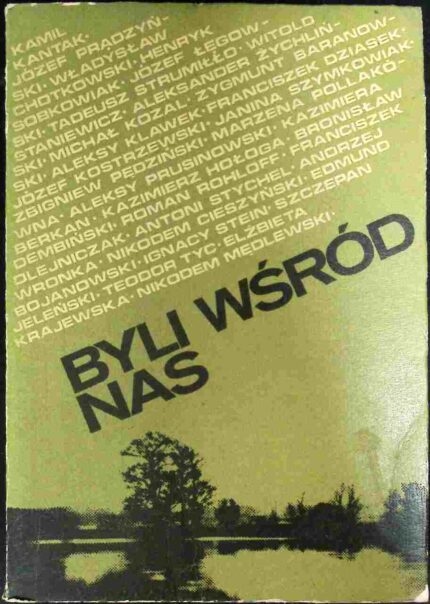 KAMIL
KANTAK·
JÓZEF PRĄDZYŃ-
SKI·WŁADYSŁAW
CHOTKOWSKI·HENRYK
SOBKOWIAK·JÓZEF ŁĘGOW-
SKI·TADEUSZ STRUMIŁŁO·WITOLD
STANIEWICZ·ALEKSANDER ŻYCHLIŃ-
SKI·MICHAŁ KOZAL·ZYGMUNT BARANOW-
SKI·ALEKSY KLAWEK·FRANCISZEK DZIASEK·
JÓZEF KOSTRZEWSKI·JANINA SZYMKOWIAK·
ZBIGNIEW PĘDZIŃSKI·MARZENA POLLAKÓ-
WNA·ALEKSY PRUSINOWSKI·KAZIMIERA
BERKAN·KAZIMIERZ HOŁOGA·BRONISŁAW
DEMBIŃSKI·ROMAN ROHLOFF·FRANCISZEK
OLEJNICZAK·ANTONI STYCHEL·ANDRZEJ
WRONKA·NIKODEM CIESZYŃSKI·EDMUND
BOJANOWSKI·IGNACY STEIN·SZCZEPAN
JELEŃSKI·TEODOR TYC·ELŻBIETA
KRAJEWSKA·NIKODEM MĘDLEWSKI·
BYLI WŚRÓD
NAS